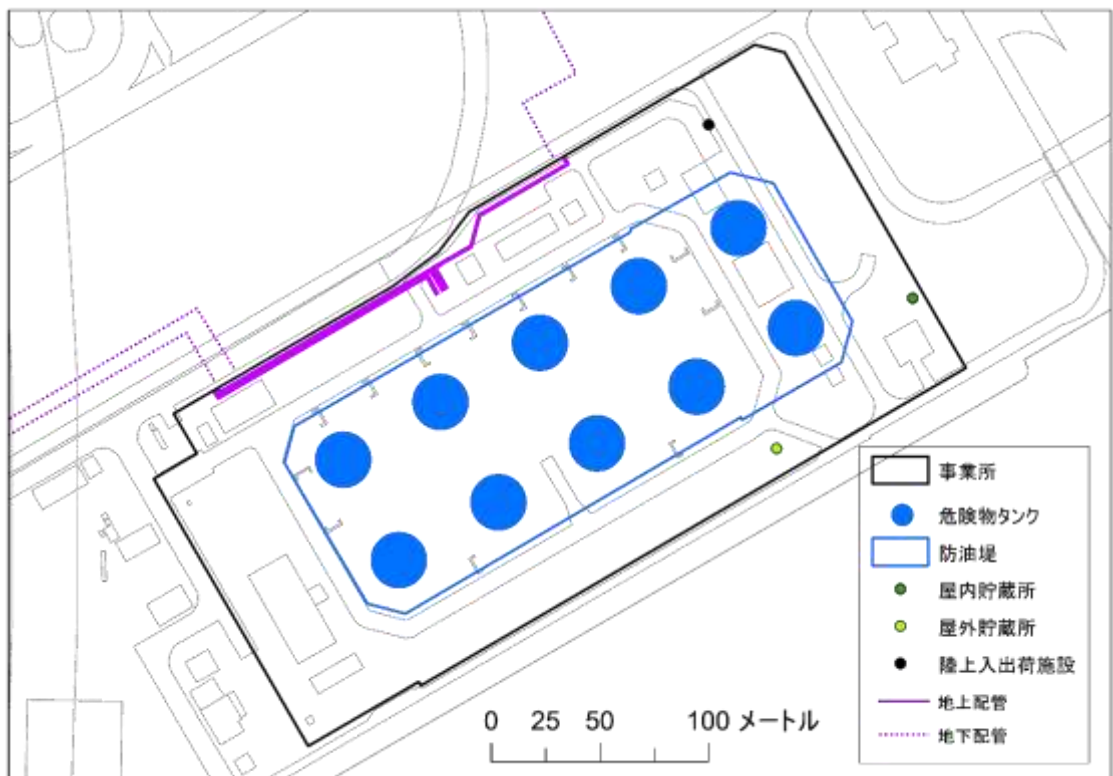 事業所
危険物タンク
防油堤
屋内貯蔵所
屋外貯蔵所
陸上入出荷施設
地上配管
地下配管
0 25 50 100 メートル